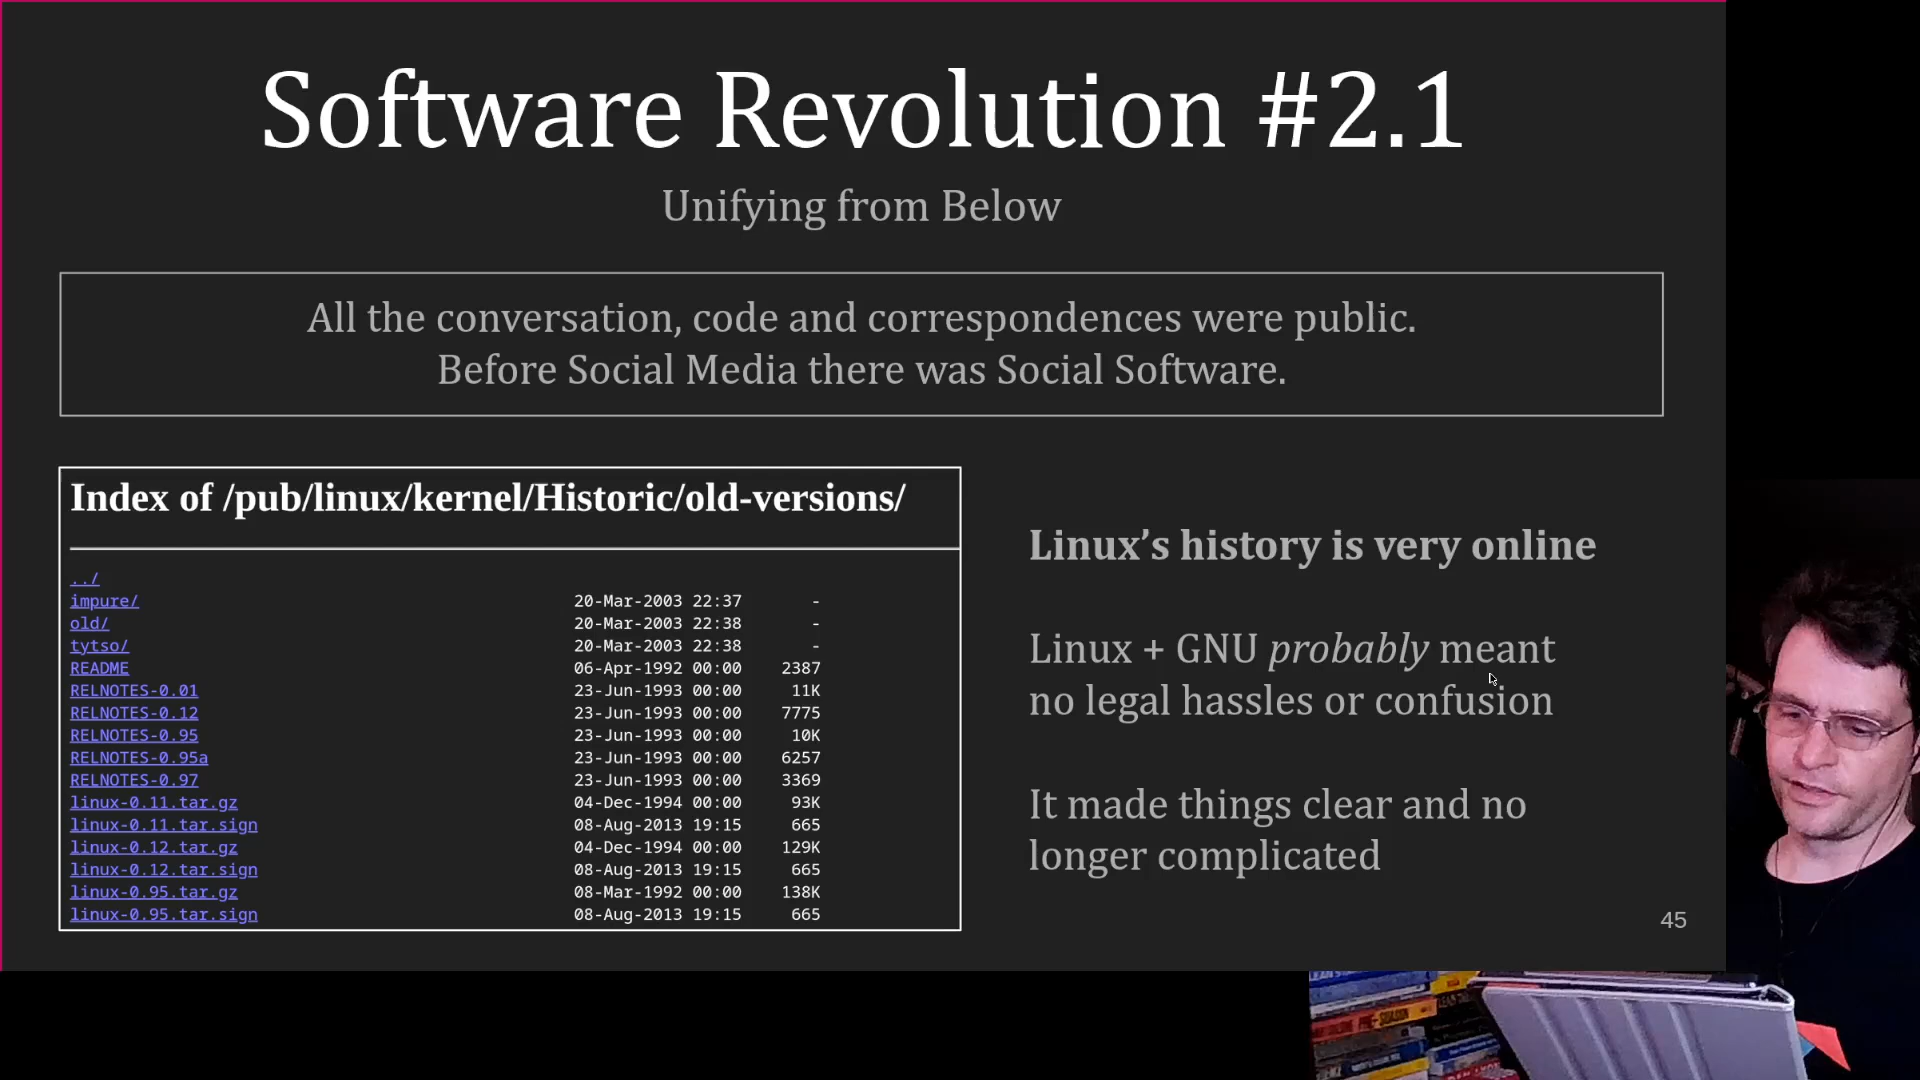 Software Revolution #2.1
Unifying from Below
All the conversation, code and correspondences were public.
Before Social Media there was Social Software.
Index of /pub/linux/kernel/Historic/old-versions/
../
impure/ 20-Mar-2003 22:37 -
old/ 20-Mar-2003 22:38 -
tytso/ 20-Mar-2003 22:38 -
README 06-Apr-1992 00:00 2387
RELNOTES-0.01 23-Jun-1993 00:00 11K
RELNOTES-0.12 23-Jun-1993 00:00 7775
RELNOTES-0.95 23-Jun-1993 00:00 10K
RELNOTES-0.95a 23-Jun-1993 00:00 6257
RELNOTES-0.97 23-Jun-1993 00:00 3369
linux-0.11.tar.gz 04-Dec-1994 00:00 93K
linux-0.11.tar.sign 08-Aug-2013 19:15 665
linux-0.12.tar.gz 04-Dec-1994 00:00 129K
linux-0.12.tar.sign 08-Aug-2013 19:15 665
linux-0.95.tar.gz 08-Mar-1992 00:00 138K
linux-0.95.tar.sign 08-Aug-2013 19:15 665
Linux’s history is very online
Linux + GNU probably meant
no legal hassles or confusion
It made things clear and no
longer complicated
45